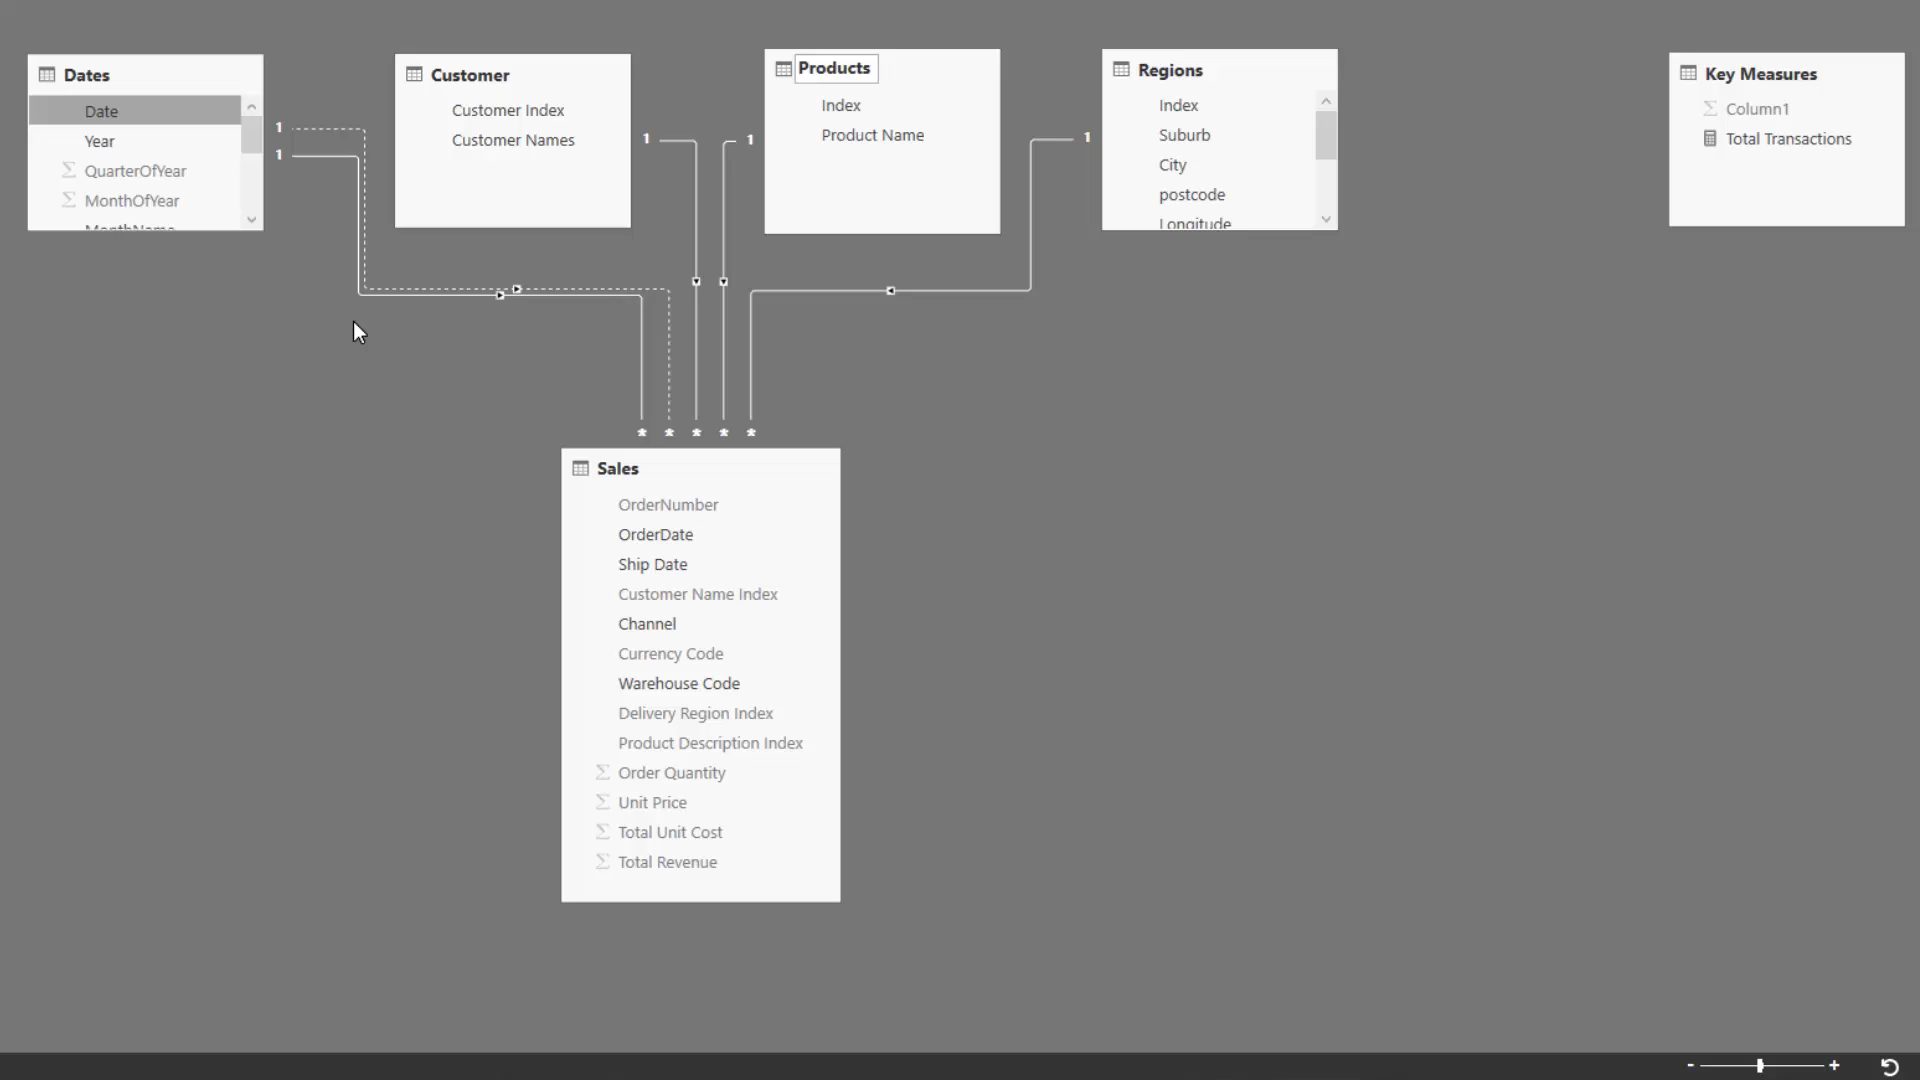 Dates
Date
Year
QuarterOfYear
MonthOfYear
MonthName
1
1
Customer
Customer Index
Customer Names
1
Products
Index
Product Name
1
Regions
Index
Suburb
City
postcode
Longitude
1
Key Measures
Column1
Total Transactions
* * * * *
Sales
OrderNumber
OrderDate
Ship Date
Customer Name Index
Channel
Currency Code
Warehouse Code
Delivery Region Index
Product Description Index
Σ Order Quantity
Σ Unit Price
Σ Total Unit Cost
Σ Total Revenue
- +